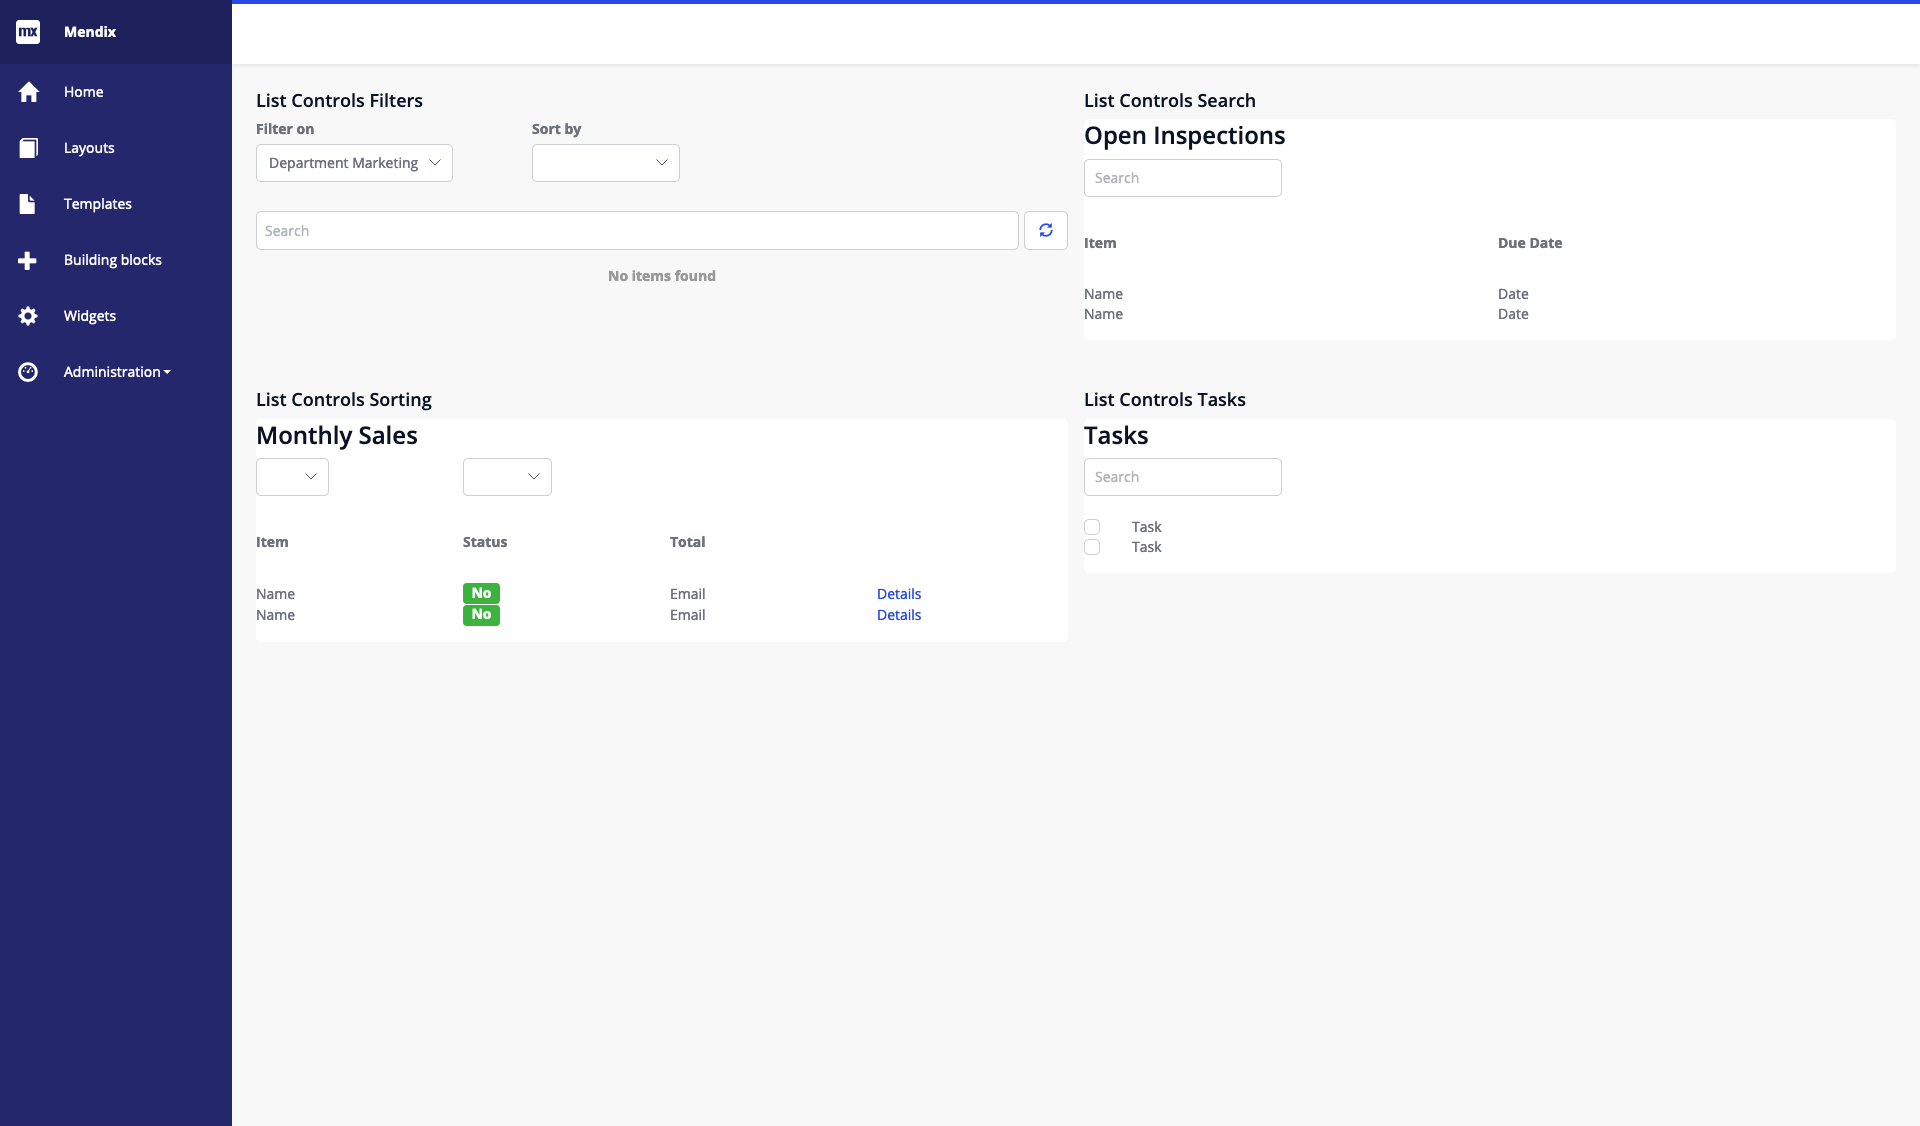 mx Mendix
Home
Layouts
Templates
Building blocks
Widgets
Administration
List Controls Filters
Filter on Sort by
Department Marketing
Search
No items found
List Controls Search
Open Inspections
Search
Item Due Date
Name Date
Name Date
List Controls Sorting
Monthly Sales
Item Status Total
Name No Email Details
Name No Email Details
List Controls Tasks
Tasks
Search
Task
Task